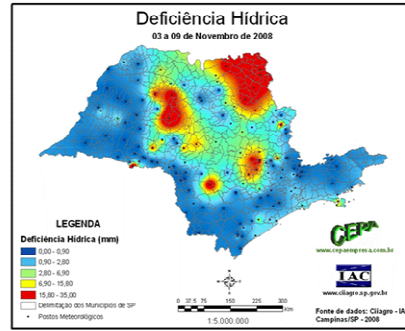 Deficiência Hídrica
03 a 09 de Novembro de 2008
LEGENDA
Deficiência Hídrica (mm)
0,00 - 0,90
0,90 - 2,80
2,80 - 6,90
6,90 - 15,80
15,80 - 35,00
Delimitação dos Municípios de SP
Postos Meteorológicos
CEPA
www.cepaempresa.com.br
IAC
www.ciiagro.sp.gov.br
0 37,5 75 150 225 300
Km
1:5.000.000
Fonte de dados: Ciiagro - IA
Campinas/SP - 2008